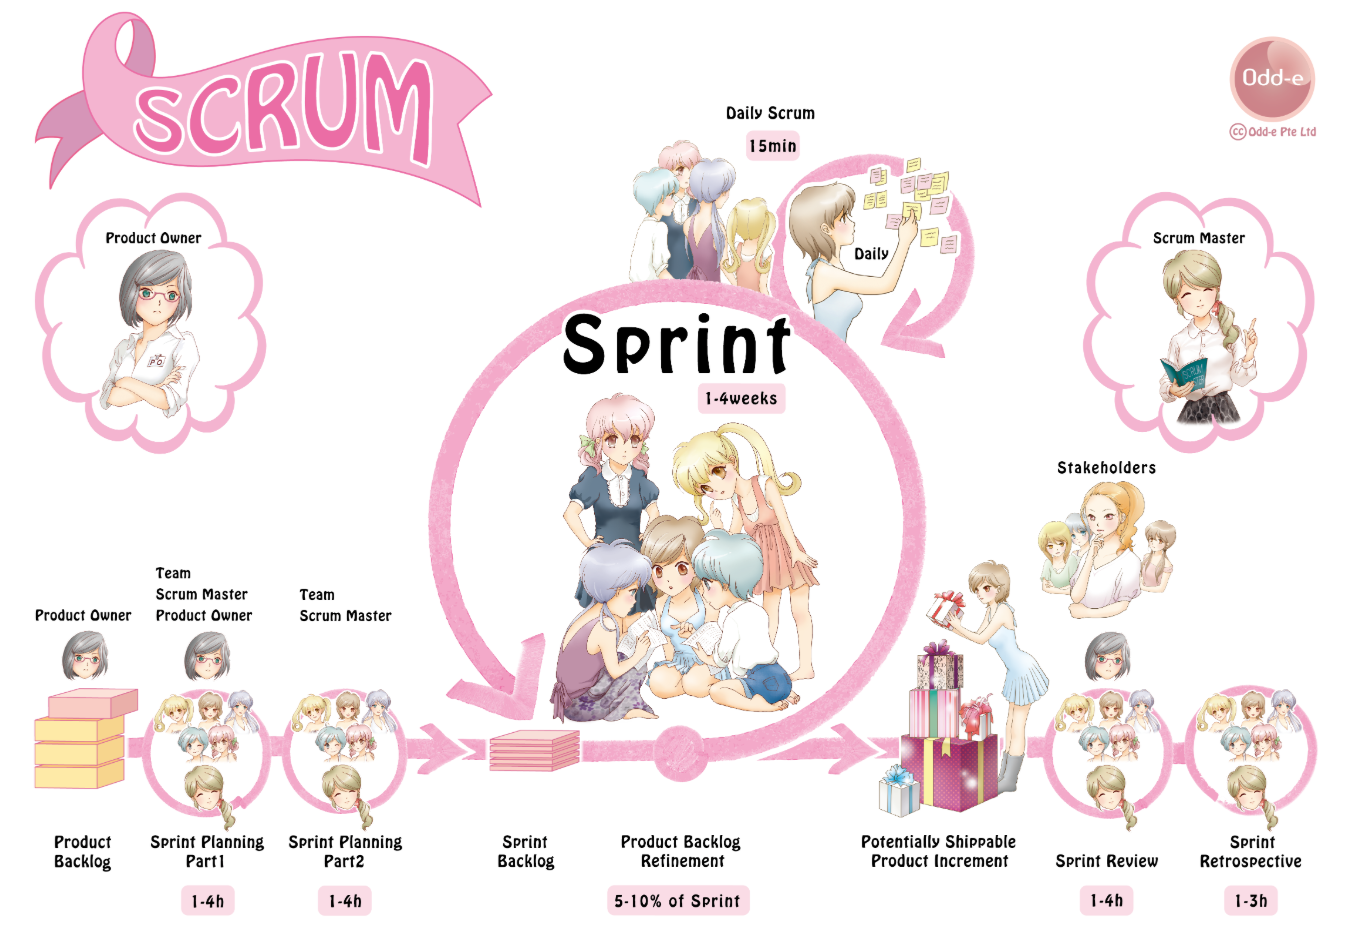 SCRUM
Odd-e
cc Odd-e Pte Ltd
Daily Scrum
15min
Daily
Product Owner
P.O.
Scrum Master
SCRUM
Sprint
1-4weeks
Stakeholders
Product Owner
Team
Scrum Master
Product Owner
Team
Scrum Master
Product
Backlog
Sprint Planning
Part1
1-4h
Sprint Planning
Part2
1-4h
Sprint
Backlog
Product Backlog
Refinement
5-10% of Sprint
Potentially Shippable
Product Increment
Sprint Review
1-4h
Sprint
Retrospective
1-3h